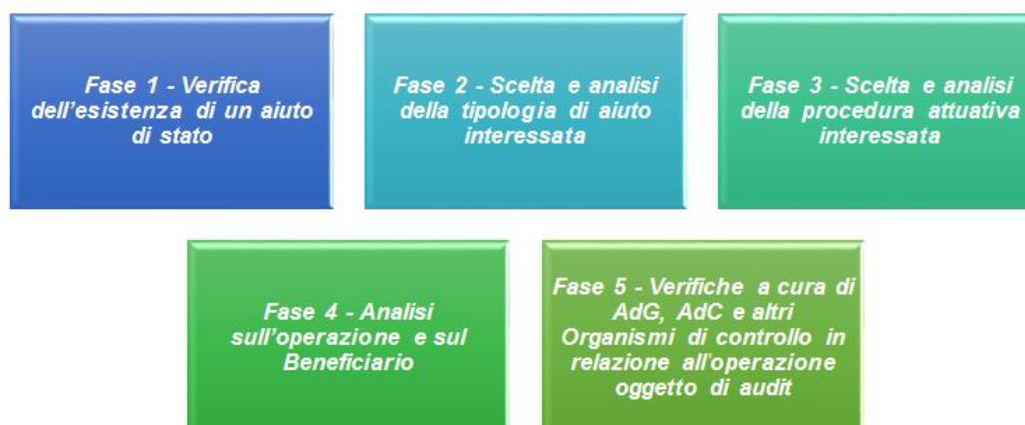 Fase 1 - Verifica
dell'esistenza di un aiuto
di stato
Fase 2 - Scelta e analisi
della tipologia di aiuto
interessata
Fase 3 - Scelta e analisi
della procedura attuativa
interessata
Fase 4 - Analisi
sull'operazione e sul
Beneficiario
Fase 5 - Verifiche a cura di
AdG, AdC e altri
Organismi di controllo in
relazione all'operazione
oggetto di audit